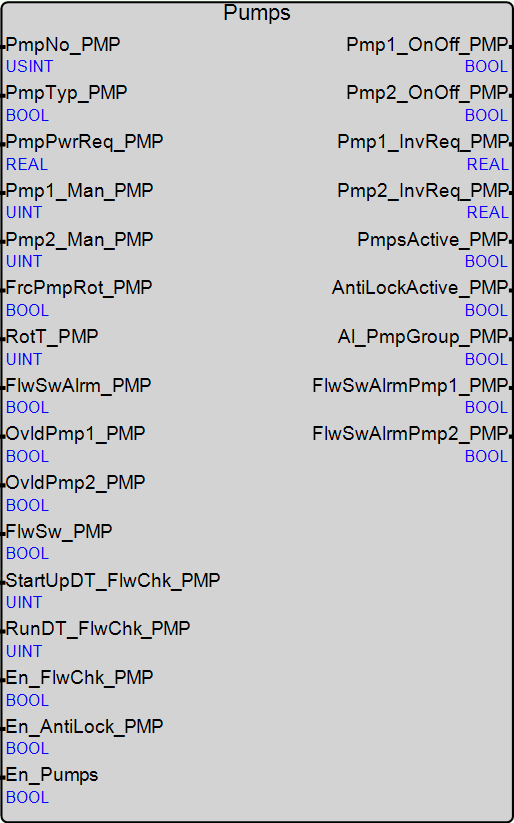 Pumps
PmpNo_PMP
USINT
PmpTyp_PMP
BOOL
PmpPwrReq_PMP
REAL
Pmp1_Man_PMP
UINT
Pmp2_Man_PMP
UINT
FrcPmpRot_PMP
BOOL
RotT_PMP
UINT
FlwSwAlrm_PMP
BOOL
OvldPmp1_PMP
BOOL
OvldPmp2_PMP
BOOL
FlwSw_PMP
BOOL
StartUpDT_FlwChk_PMP
UINT
RunDT_FlwChk_PMP
UINT
En_FlwChk_PMP
BOOL
En_AntiLock_PMP
BOOL
En_Pumps
BOOL
Pmp1_OnOff_PMP
BOOL
Pmp2_OnOff_PMP
BOOL
Pmp1_InvReq_PMP
REAL
Pmp2_InvReq_PMP
REAL
PmpsActive_PMP
BOOL
AntiLockActive_PMP
BOOL
Al_PmpGroup_PMP
BOOL
FlwSwAlrmPmp1_PMP
BOOL
FlwSwAlrmPmp2_PMP
BOOL